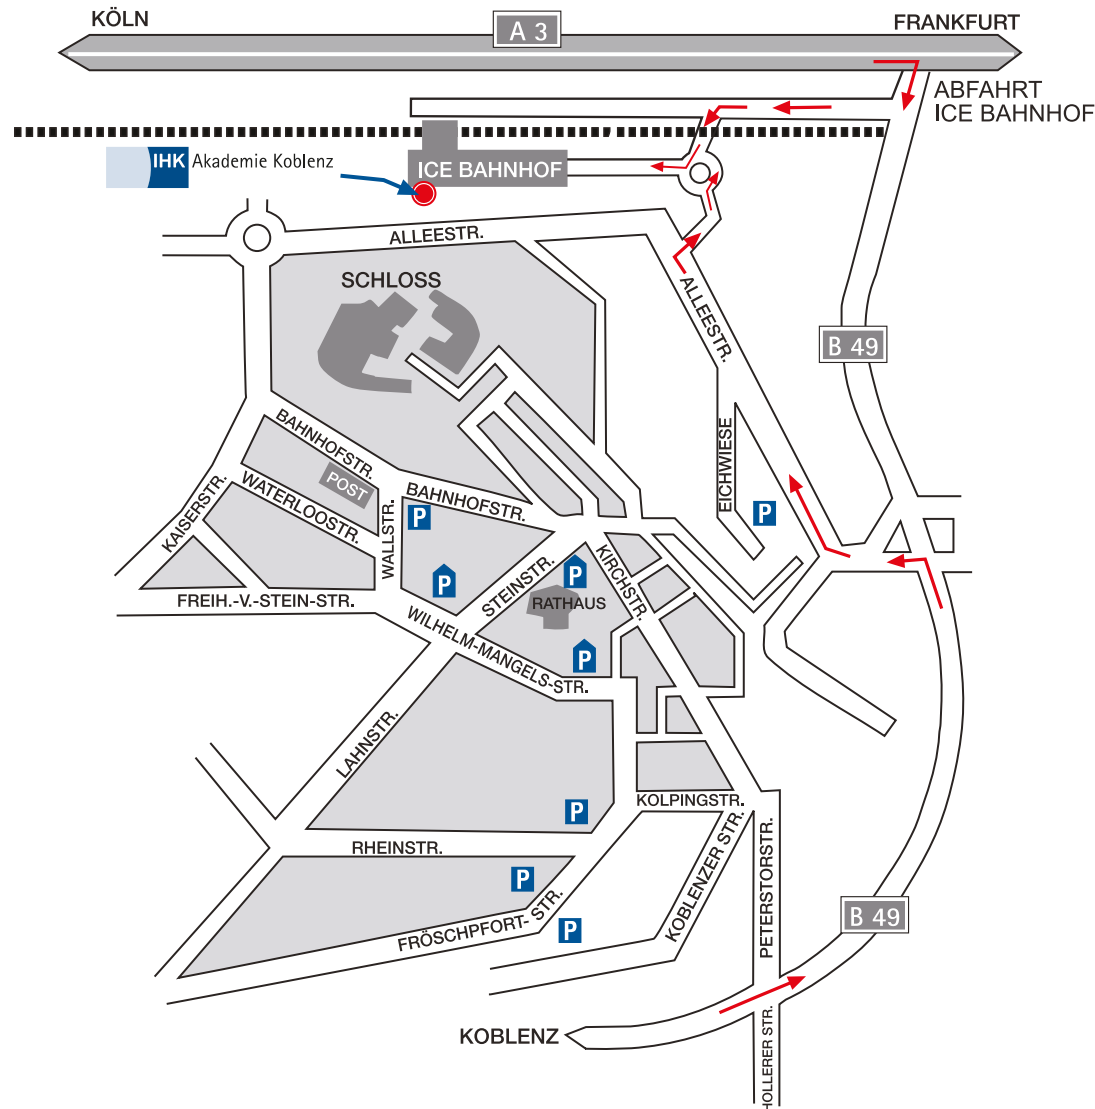 KÖLN
A 3
FRANKFURT
ABFAHRT
ICE BAHNHOF
IHK Akademie Koblenz
ICE BAHNHOF
ALLEESTR.
SCHLOSS
ALLEESTR.
B 49
BAHNHOFSTR.
POST
BAHNHOFSTR.
EICHWIESE
P
P
KAISERSTR.
WATERLOOSTR.
WALLSTR.
P
STEINSTR.
P
KIRCHSTR.
RATHAUS
FREIH.-V.-STEIN-STR.
WILHELM-MANGELS-STR.
P
LAHNSTR.
P
KOLPINGSTR.
RHEINSTR.
P
KOBLENZER STR.
PETERSTORSTR.
FRÖSCHPFORT-STR.
P
B 49
KOBLENZ
HOLLERER STR.